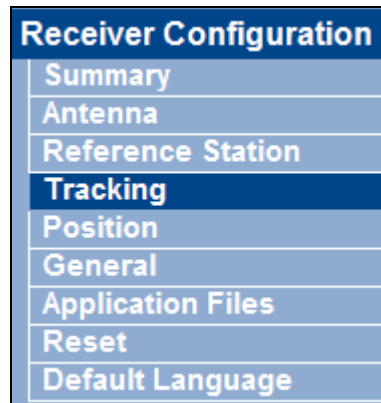 Receiver Configuration
Summary
Antenna
Reference Station
Tracking
Position
General
Application Files
Reset
Default Language